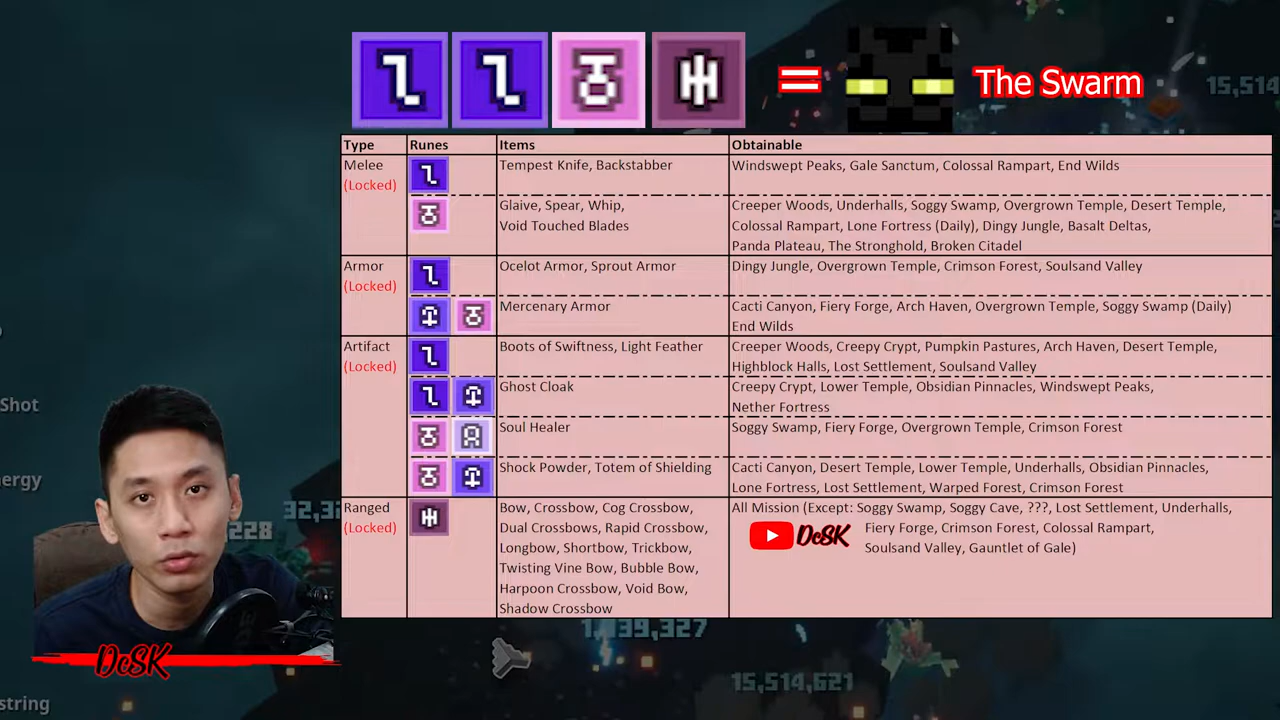 = The Swarm
15,514
Type Runes Items Obtainable
Melee Tempest Knife, Backstabber Windswept Peaks, Gale Sanctum, Colossal Rampart, End Wilds
(Locked)
Glaive, Spear, Whip, Creeper Woods, Underhalls, Soggy Swamp, Overgrown Temple, Desert Temple,
Void Touched Blades Colossal Rampart, Lone Fortress (Daily), Dingy Jungle, Basalt Deltas,
Panda Plateau, The Stronghold, Broken Citadel
Armor Ocelot Armor, Sprout Armor Dingy Jungle, Overgrown Temple, Crimson Forest, Soulsand Valley
(Locked)
Mercenary Armor Cacti Canyon, Fiery Forge, Arch Haven, Overgrown Temple, Soggy Swamp (Daily)
End Wilds
Artifact Boots of Swiftness, Light Feather Creeper Woods, Creepy Crypt, Pumpkin Pastures, Arch Haven, Desert Temple,
(Locked) Highblock Halls, Lost Settlement, Soulsand Valley
Ghost Cloak Creepy Crypt, Lower Temple, Obsidian Pinnacles, Windswept Peaks,
Nether Fortress
Soul Healer Soggy Swamp, Fiery Forge, Overgrown Temple, Crimson Forest
Shock Powder, Totem of Shielding Cacti Canyon, Desert Temple, Lower Temple, Underhalls, Obsidian Pinnacles,
Lone Fortress, Lost Settlement, Warped Forest, Crimson Forest
Ranged Bow, Crossbow, Cog Crossbow, All Mission (Except: Soggy Swamp, Soggy Cave, ???, Lost Settlement, Underhalls,
(Locked) Dual Crossbows, Rapid Crossbow, DcSK Fiery Forge, Crimson Forest, Colossal Rampart,
Longbow, Shortbow, Trickbow, Soulsand Valley, Gauntlet of Gale)
Twisting Vine Bow, Bubble Bow,
Harpoon Crossbow, Void Bow,
Shadow Crossbow
Shot
nergy
32,3
228
1,039,327
DcSK
15,514,621
string